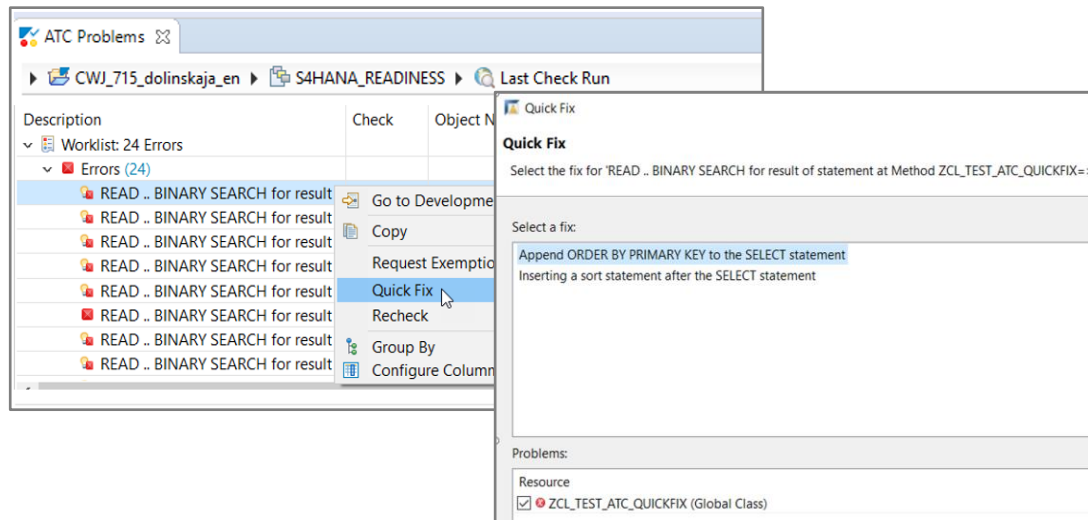 ATC Problems
CWJ_715_dolinskaja_en S4HANA_READINESS Last Check Run
Description Check Object N
Worklist: 24 Errors
Errors (24)
READ .. BINARY SEARCH for result
READ .. BINARY SEARCH for result
READ .. BINARY SEARCH for result
READ .. BINARY SEARCH for result
READ .. BINARY SEARCH for result
READ .. BINARY SEARCH for result
READ .. BINARY SEARCH for result
READ .. BINARY SEARCH for result
Go to Developme
Copy
Request Exemptio
Quick Fix
Recheck
Group By
Configure Column
Quick Fix
Quick Fix
Select the fix for 'READ .. BINARY SEARCH for result of statement at Method ZCL_TEST_ATC_QUICKFIX=
Select a fix:
Append ORDER BY PRIMARY KEY to the SELECT statement
Inserting a sort statement after the SELECT statement
Problems:
Resource
ZCL_TEST_ATC_QUICKFIX (Global Class)